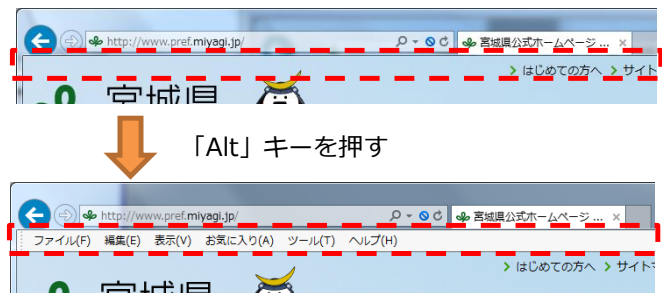 http://www.pref.miyagi.jp/ 宮城県公式ホームページ ... ×
> はじめての方へ > サイト
宮城県
「Alt」キーを押す
http://www.pref.miyagi.jp/ 宮城県公式ホームページ ... ×
ファイル(F) 編集(E) 表示(V) お気に入り(A) ツール(T) ヘルプ(H)
> はじめての方へ > サイト
宮城県